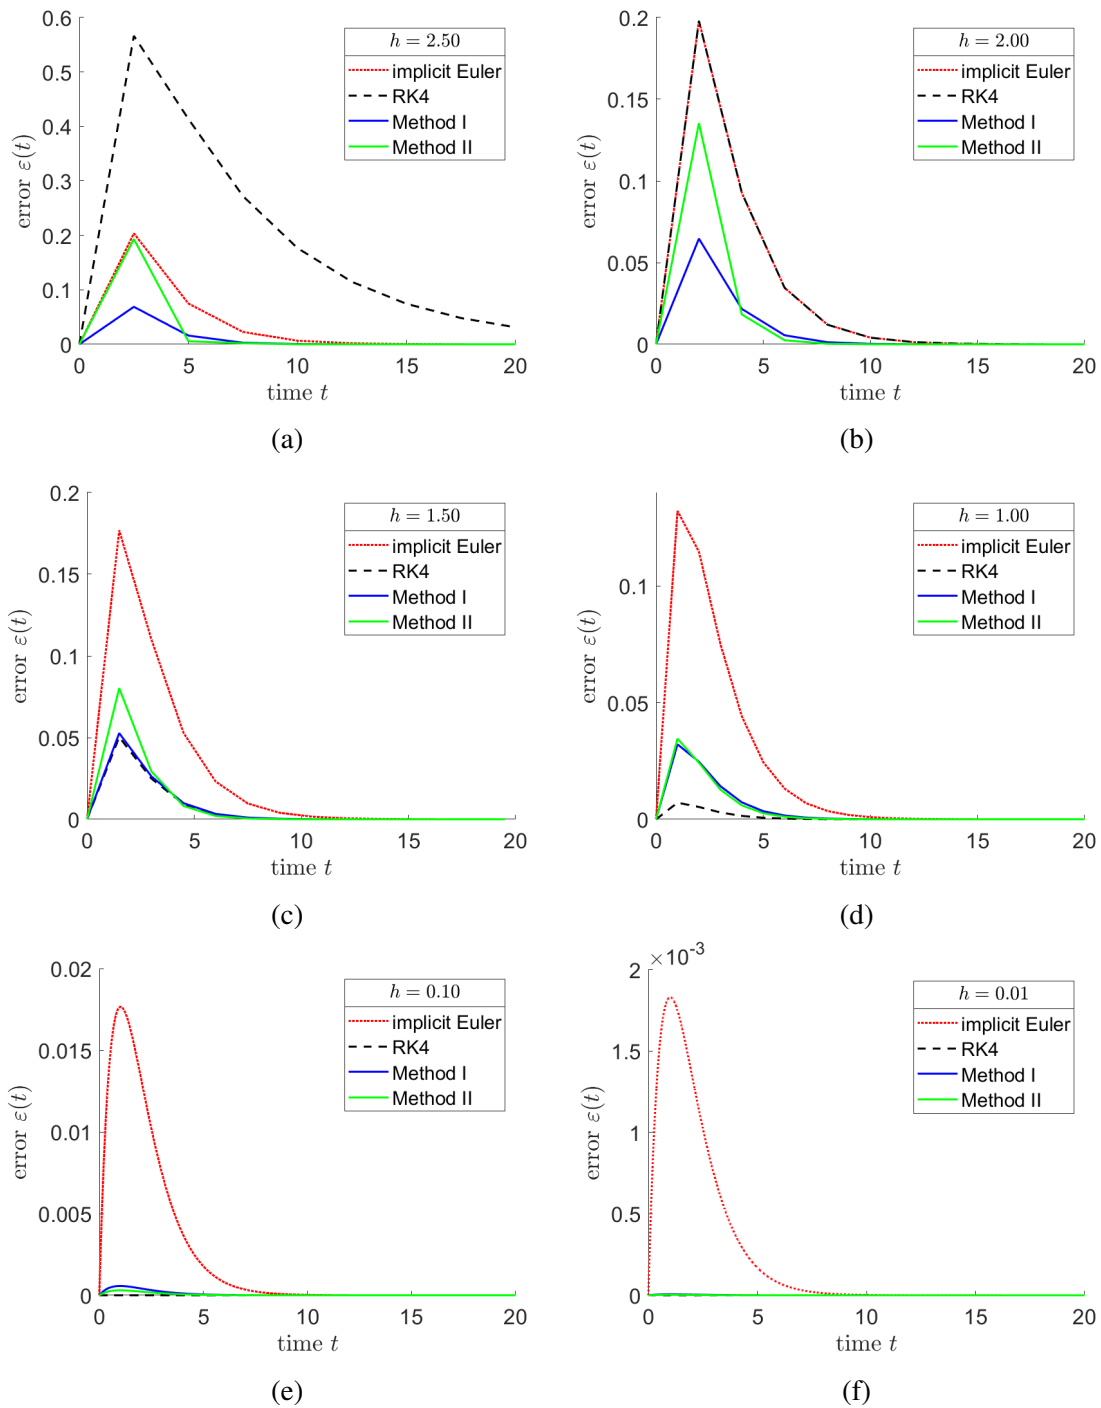 0.6
0.5
0.4
0.3
0.2
0.1
0
0 5 10 15 20
error ε(t)
time t
h = 2.50
implicit Euler
RK4
Method I
Method II
(a)
0.2
0.15
0.1
0.05
0
0 5 10 15 20
error ε(t)
time t
h = 2.00
implicit Euler
RK4
Method I
Method II
(b)
0.2
0.15
0.1
0.05
0
0 5 10 15 20
error ε(t)
time t
h = 1.50
implicit Euler
RK4
Method I
Method II
(c)
0.1
0.05
0
0 5 10 15 20
error ε(t)
time t
h = 1.00
implicit Euler
RK4
Method I
Method II
(d)
0.02
0.015
0.01
0.005
0
0 5 10 15 20
error ε(t)
time t
h = 0.10
implicit Euler
RK4
Method I
Method II
(e)
×10⁻³
2
1.5
1
0.5
0
0 5 10 15 20
error ε(t)
time t
h = 0.01
implicit Euler
RK4
Method I
Method II
(f)